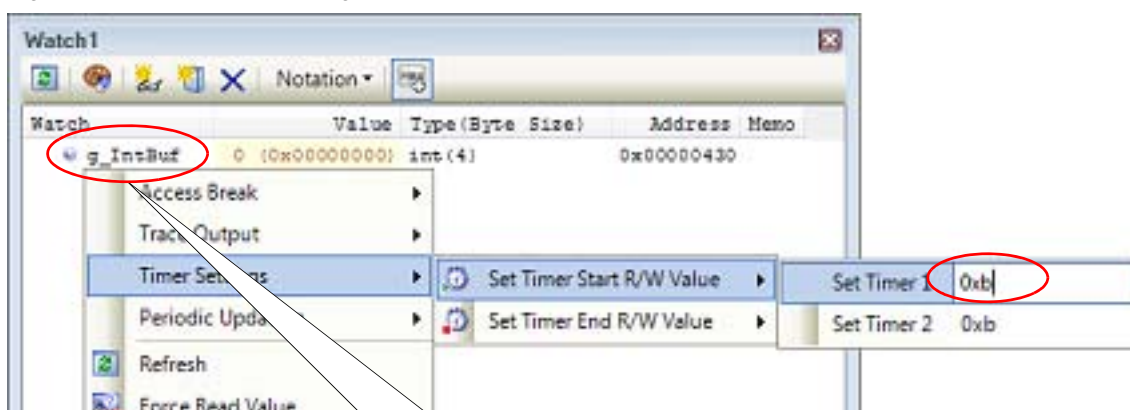 Watch1
Notation
Watch Value Type(Byte Size) Address Memo
g_IntBuf 0 (0x00000000) int(4) 0x00000430
Access Break
Trace Output
Timer Settings Set Timer Start R/W Value Set Timer 1 0xb
Periodic Updating Set Timer End R/W Value Set Timer 2 0xb
Refresh
Force Read Value